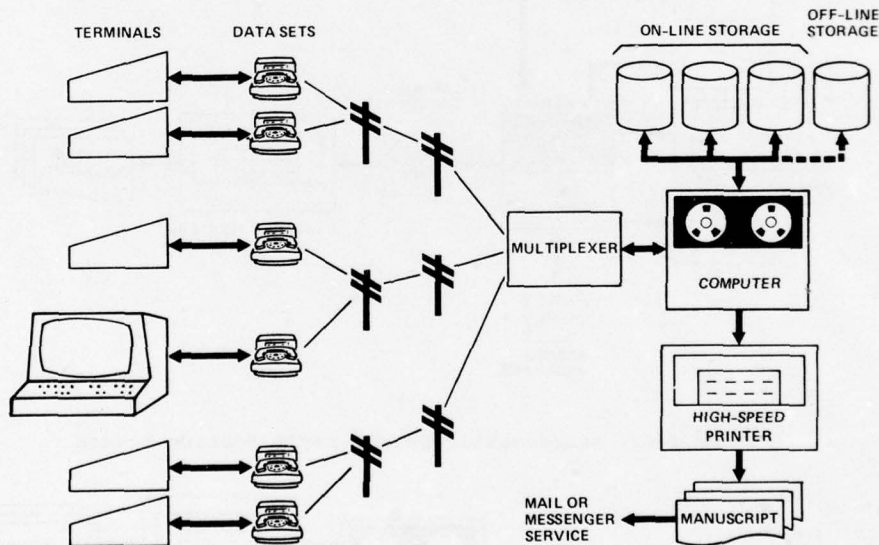 TERMINALS
DATA SETS
ON-LINE STORAGE
OFF-LINE
STORAGE
MULTIPLEXER
COMPUTER
HIGH-SPEED
PRINTER
MANUSCRIPT
MAIL OR
MESSENGER
SERVICE